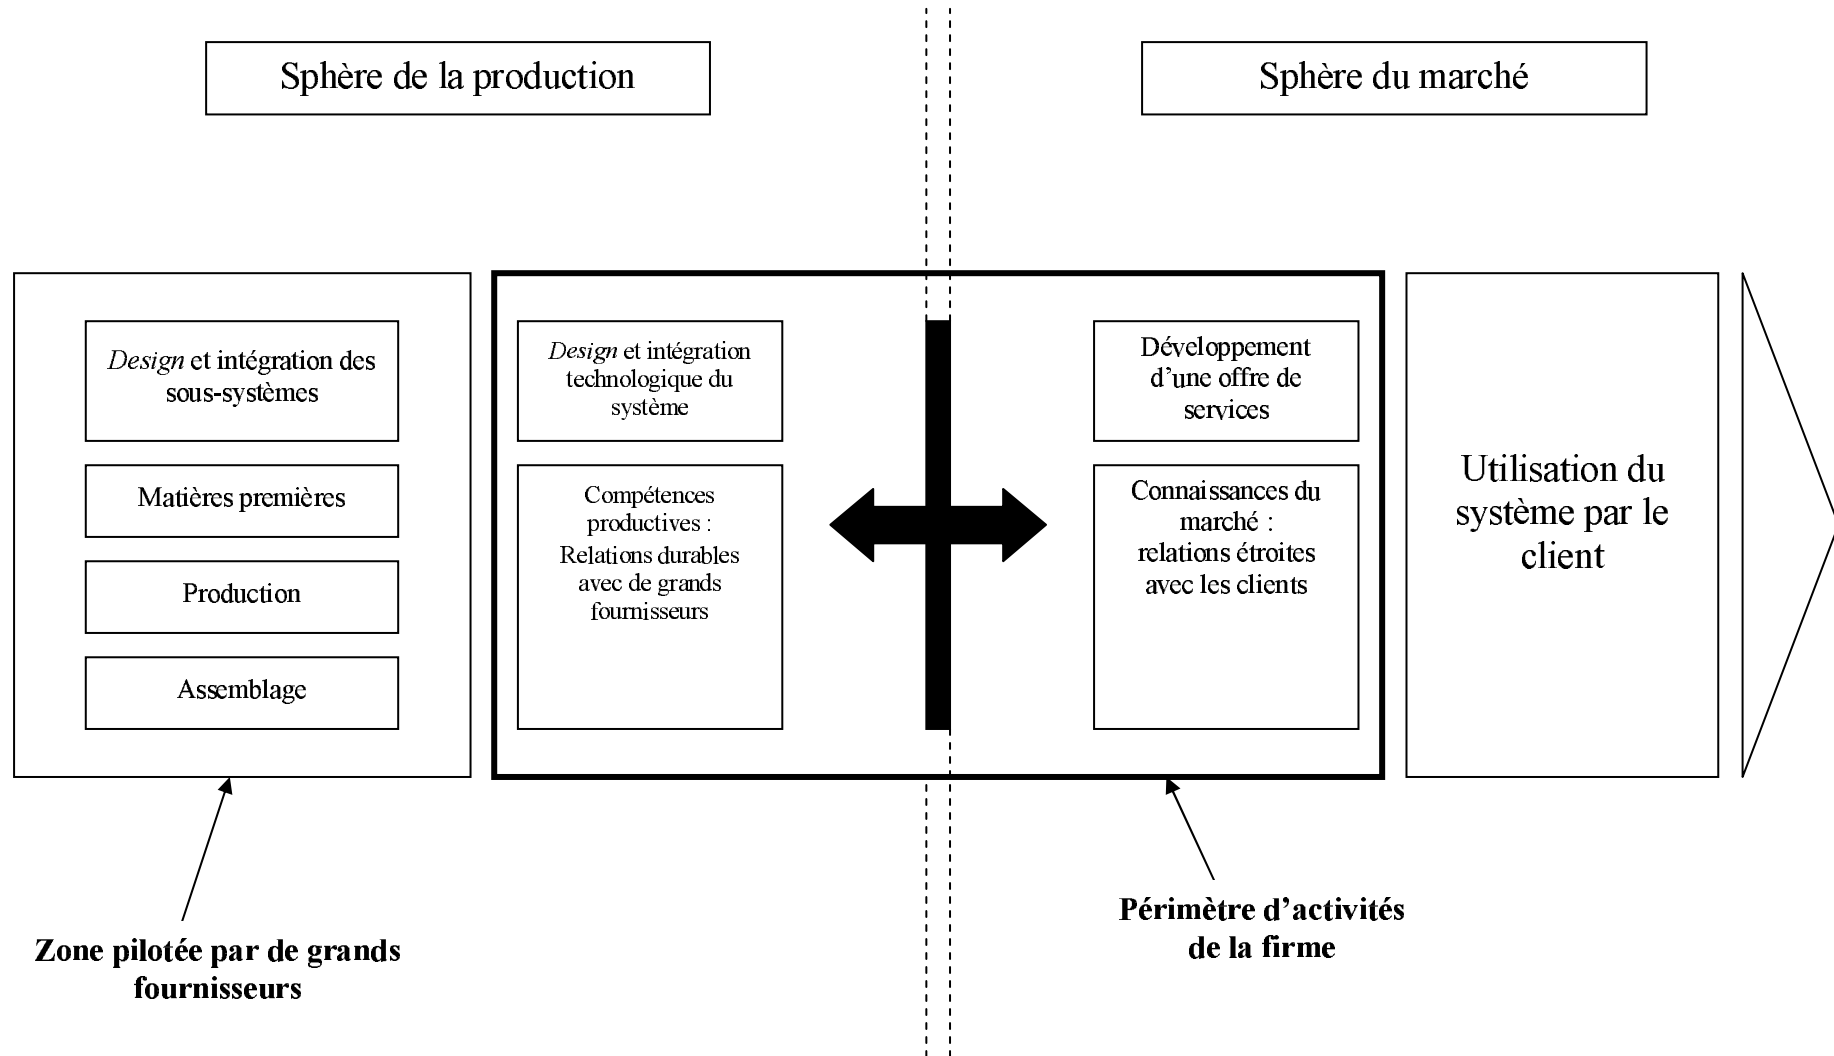 Sphère de la production
Sphère du marché
Design et intégration des
sous-systèmes
Matières premières
Production
Assemblage
Design et intégration
technologique du
système
Compétences
productives :
Relations durables
avec de grands
fournisseurs
Développement
d’une offre de
services
Connaissances du
marché :
relations étroites
avec les clients
Utilisation du
système par le
client
Zone pilotée par de grands
fournisseurs
Périmètre d’activités
de la firme